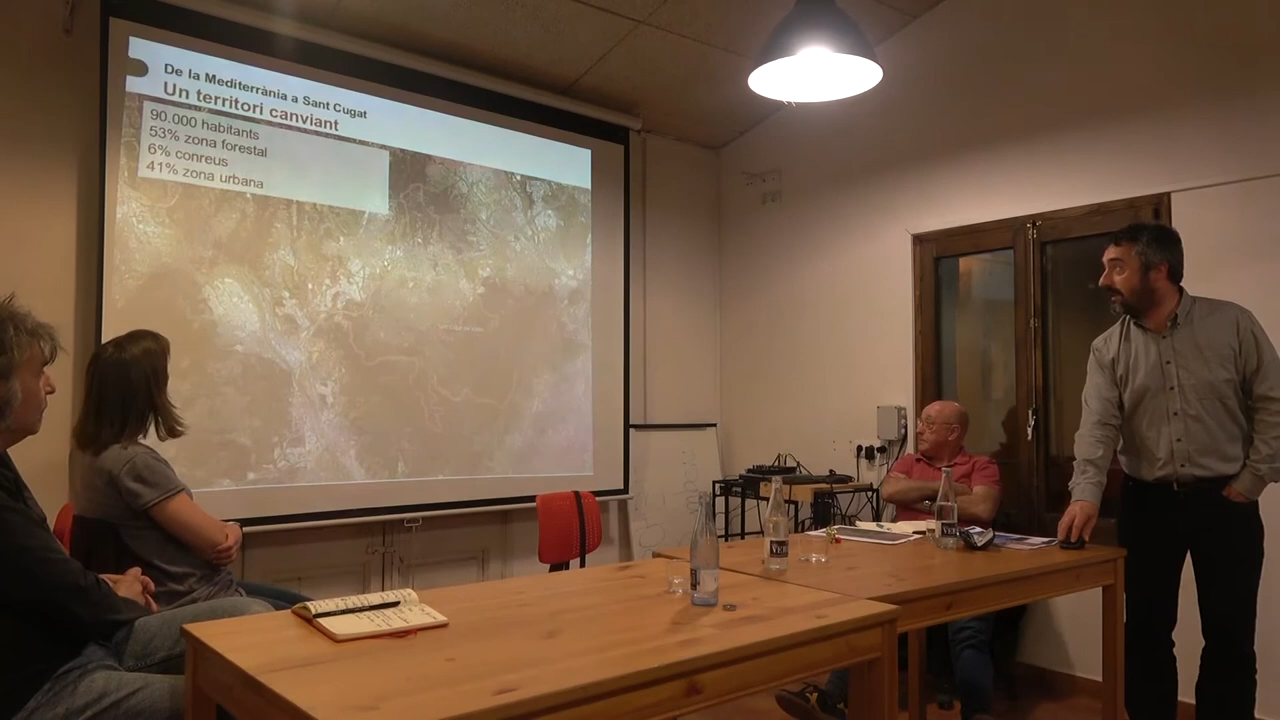 De la Mediterrània a Sant Cugat
Un territori canviant
90.000 habitants
53% zona forestal
6% conreus
41% zona urbana
VER